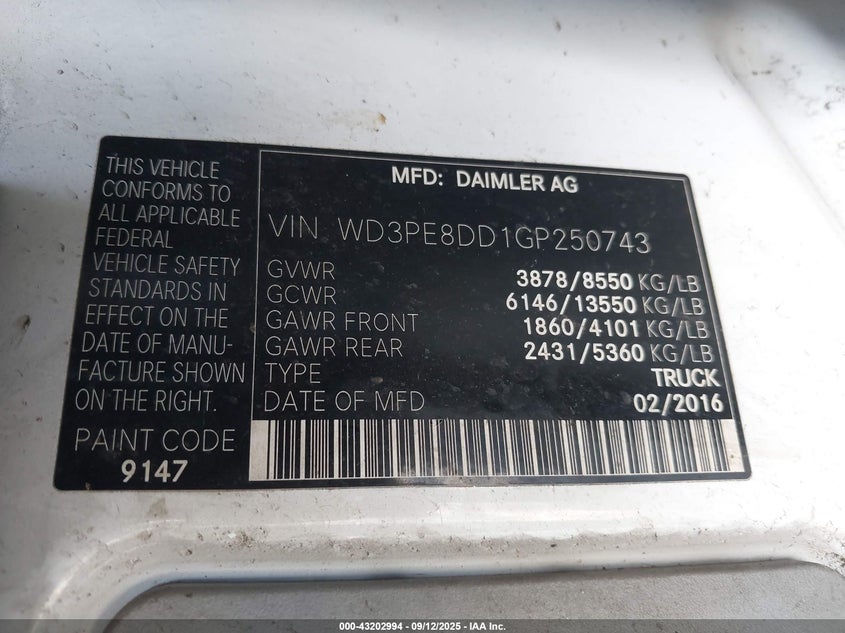 THIS VEHICLE
CONFORMS TO
ALL APPLICABLE
FEDERAL
VEHICLE SAFETY
STANDARDS IN
EFFECT ON THE
DATE OF MANU-
FACTURE SHOWN
ON THE RIGHT.
PAINT CODE
9147
MFD: DAIMLER AG
VIN WD3PE8DD1GP250743
GVWR 3878/8550 KG/LB
GCWR 6146/13550 KG/LB
GAWR FRONT 1860/4101 KG/LB
GAWR REAR 2431/5360 KG/LB
TYPE TRUCK
DATE OF MFD 02/2016
000-43202994 - 09/12/2025 - IAA Inc.